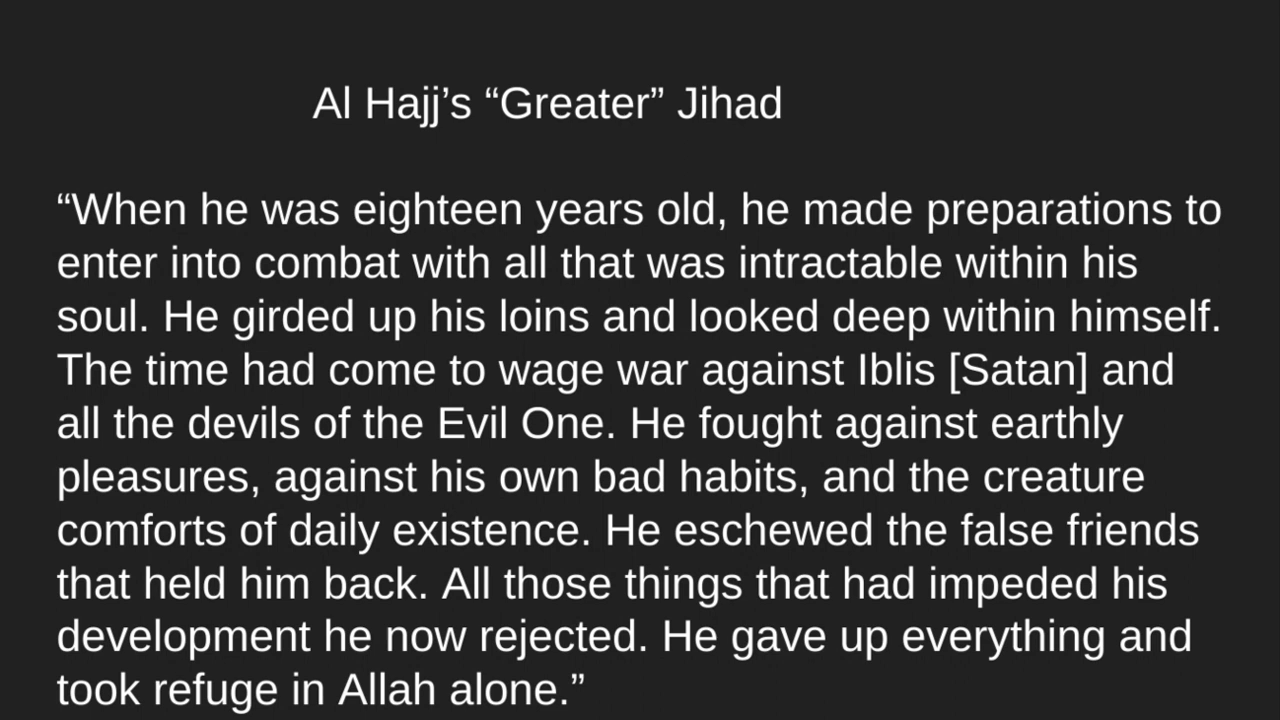 Al Hajj’s “Greater” Jihad
“When he was eighteen years old, he made preparations to
enter into combat with all that was intractable within his
soul. He girded up his loins and looked deep within himself.
The time had come to wage war against Iblis [Satan] and
all the devils of the Evil One. He fought against earthly
pleasures, against his own bad habits, and the creature
comforts of daily existence. He eschewed the false friends
that held him back. All those things that had impeded his
development he now rejected. He gave up everything and
took refuge in Allah alone.”